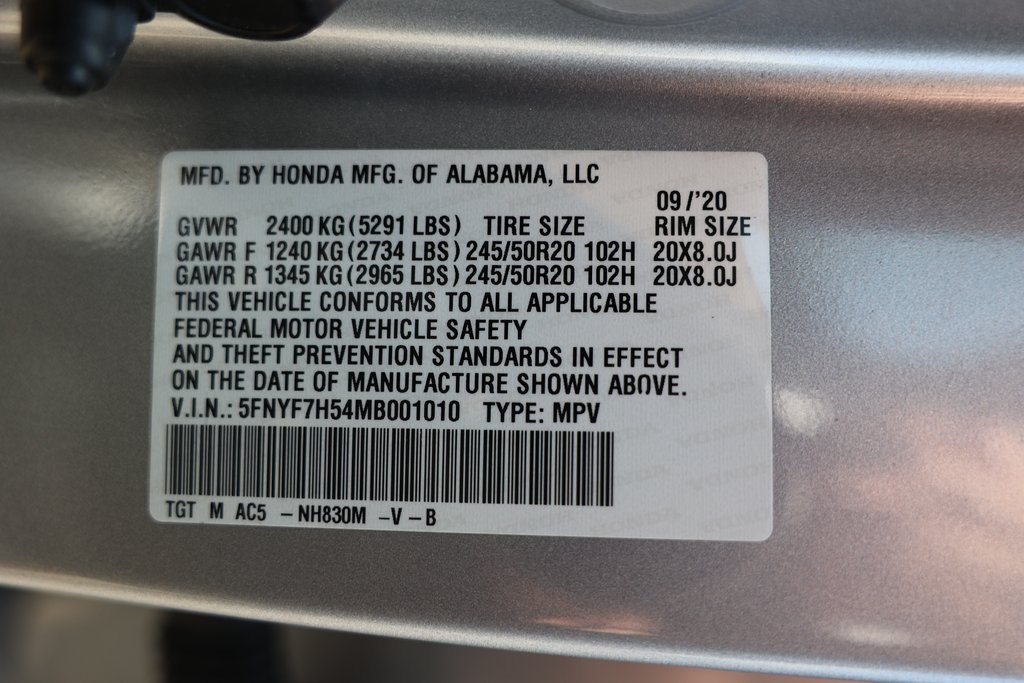 MFD. BY HONDA MFG. OF ALABAMA, LLC
09/'20
GVWR 2400 KG (5291 LBS) TIRE SIZE RIM SIZE
GAWR F 1240 KG (2734 LBS) 245/50R20 102H 20X8.0J
GAWR R 1345 KG (2965 LBS) 245/50R20 102H 20X8.0J
THIS VEHICLE CONFORMS TO ALL APPLICABLE
FEDERAL MOTOR VEHICLE SAFETY
AND THEFT PREVENTION STANDARDS IN EFFECT
ON THE DATE OF MANUFACTURE SHOWN ABOVE.
V.I.N.: 5FNYF7H54MB001010 TYPE: MPV
TGT M AC5 -NH830M -V -B